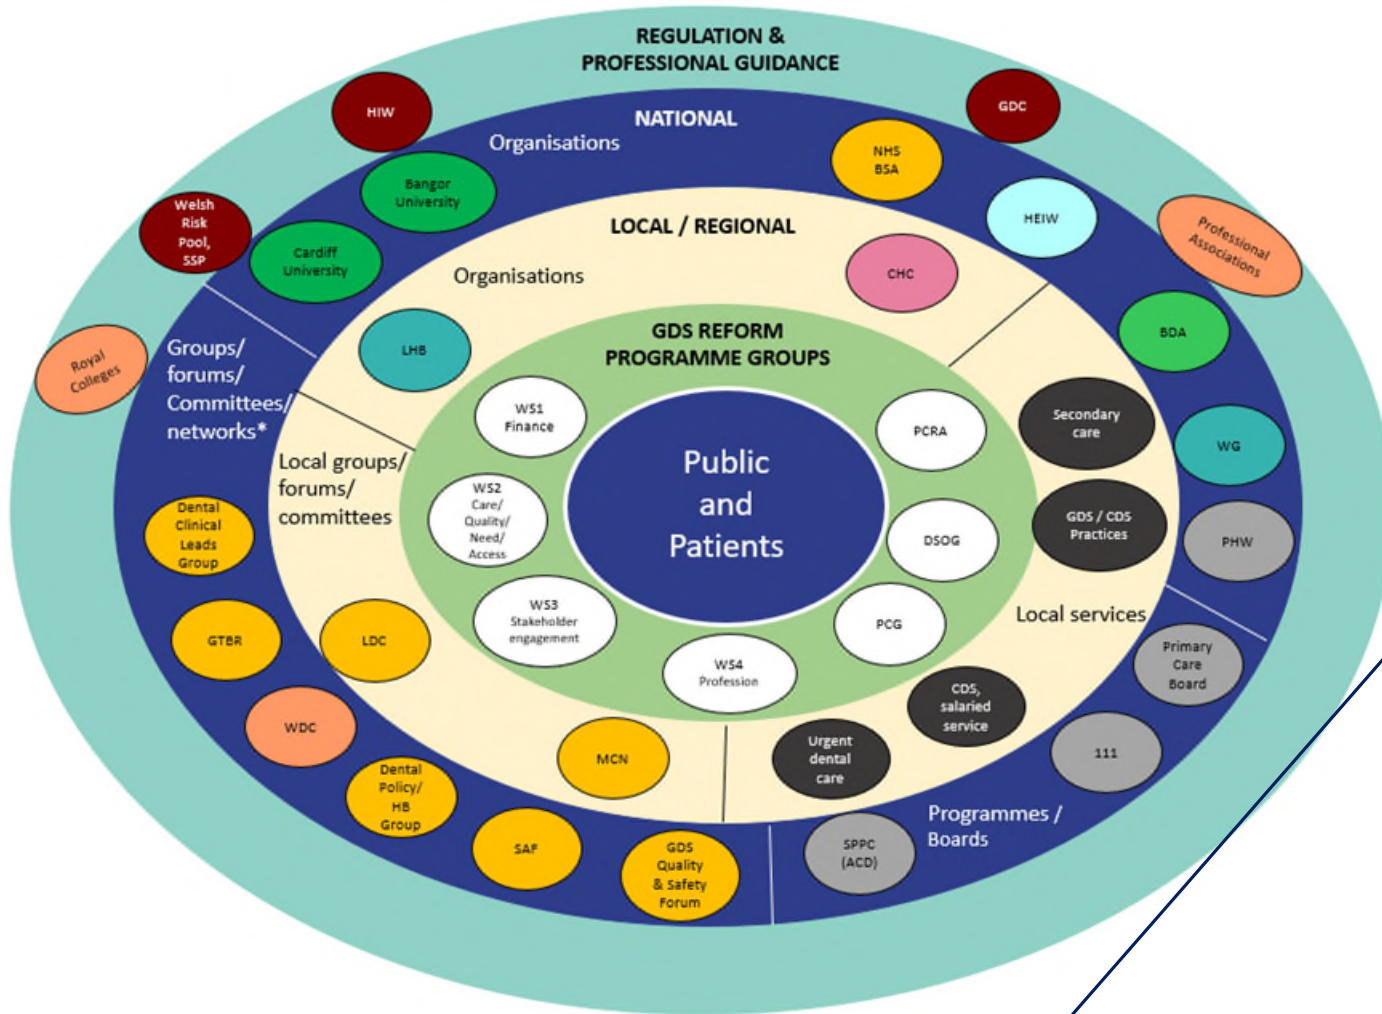 REGULATION &
PROFESSIONAL GUIDANCE
HIW
GDC
Welsh
Risk
Pool,
SSP
Professional
Associations
Royal
Colleges
NATIONAL
Organisations
Bangor
University
Cardiff
University
NHS
BSA
HEIW
BDA
WG
PHW
Groups/
forums/
Committees/
networks*
Dental
Clinical
Leads
Group
GTBR
WDC
Dental
Policy/
HB
Group
SAF
GDS
Quality
& Safety
Forum
Programmes /
Boards
Primary
Care
Board
111
SPPC
(ACD)
LOCAL / REGIONAL
Organisations
LHB
CHC
Local groups/
forums/
committees
LDC
MCN
Secondary
care
GDS / CDS
Practices
Local services
CDS,
salaried
service
Urgent
dental
care
GDS REFORM
PROGRAMME GROUPS
WS1
Finance
WS2
Care/
Quality/
Need/
Access
WS3
Stakeholder
engagement
WS4
Profession
PCRA
DSOG
PCG
Public
and
Patients